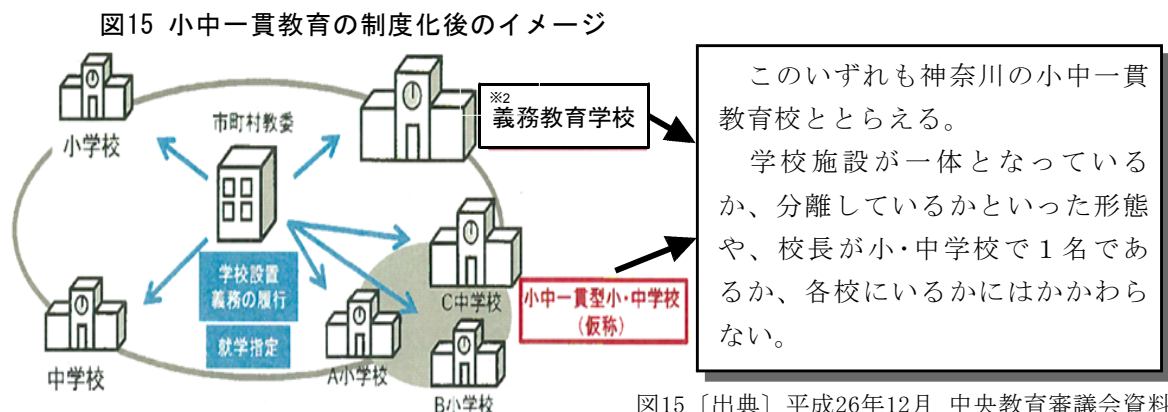 図15 小中一貫教育の制度化後のイメージ
小学校
市町村教委
※2
義務教育学校
学校設置
義務の履行
就学指定
中学校
A小学校
B小学校
C中学校
小中一貫型小・中学校
(仮称)
このいずれも神奈川の小中一貫
教育校ととらえる。
学校施設が一体となっている
か、分離しているかといった形態
や、校長が小・中学校で１名であ
るか、各校にいるかにはかかわら
ない。
図15〔出典〕平成26年12月 中央教育審議会資料